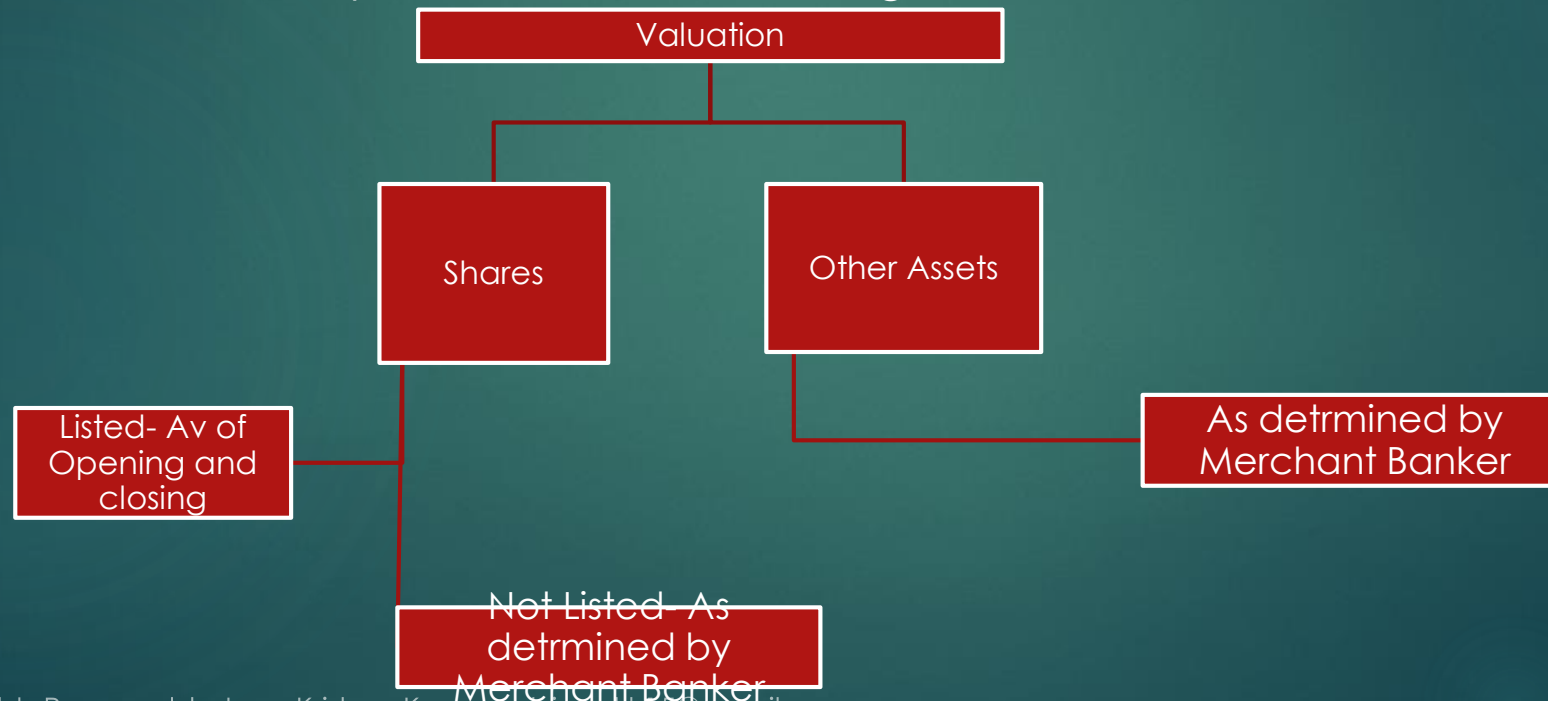 Valuation
Shares
Other Assets
Listed- Av of
Opening and
closing
As detrmined by
Merchant Banker
Not Listed- As
detrmined by
Merchant Banker